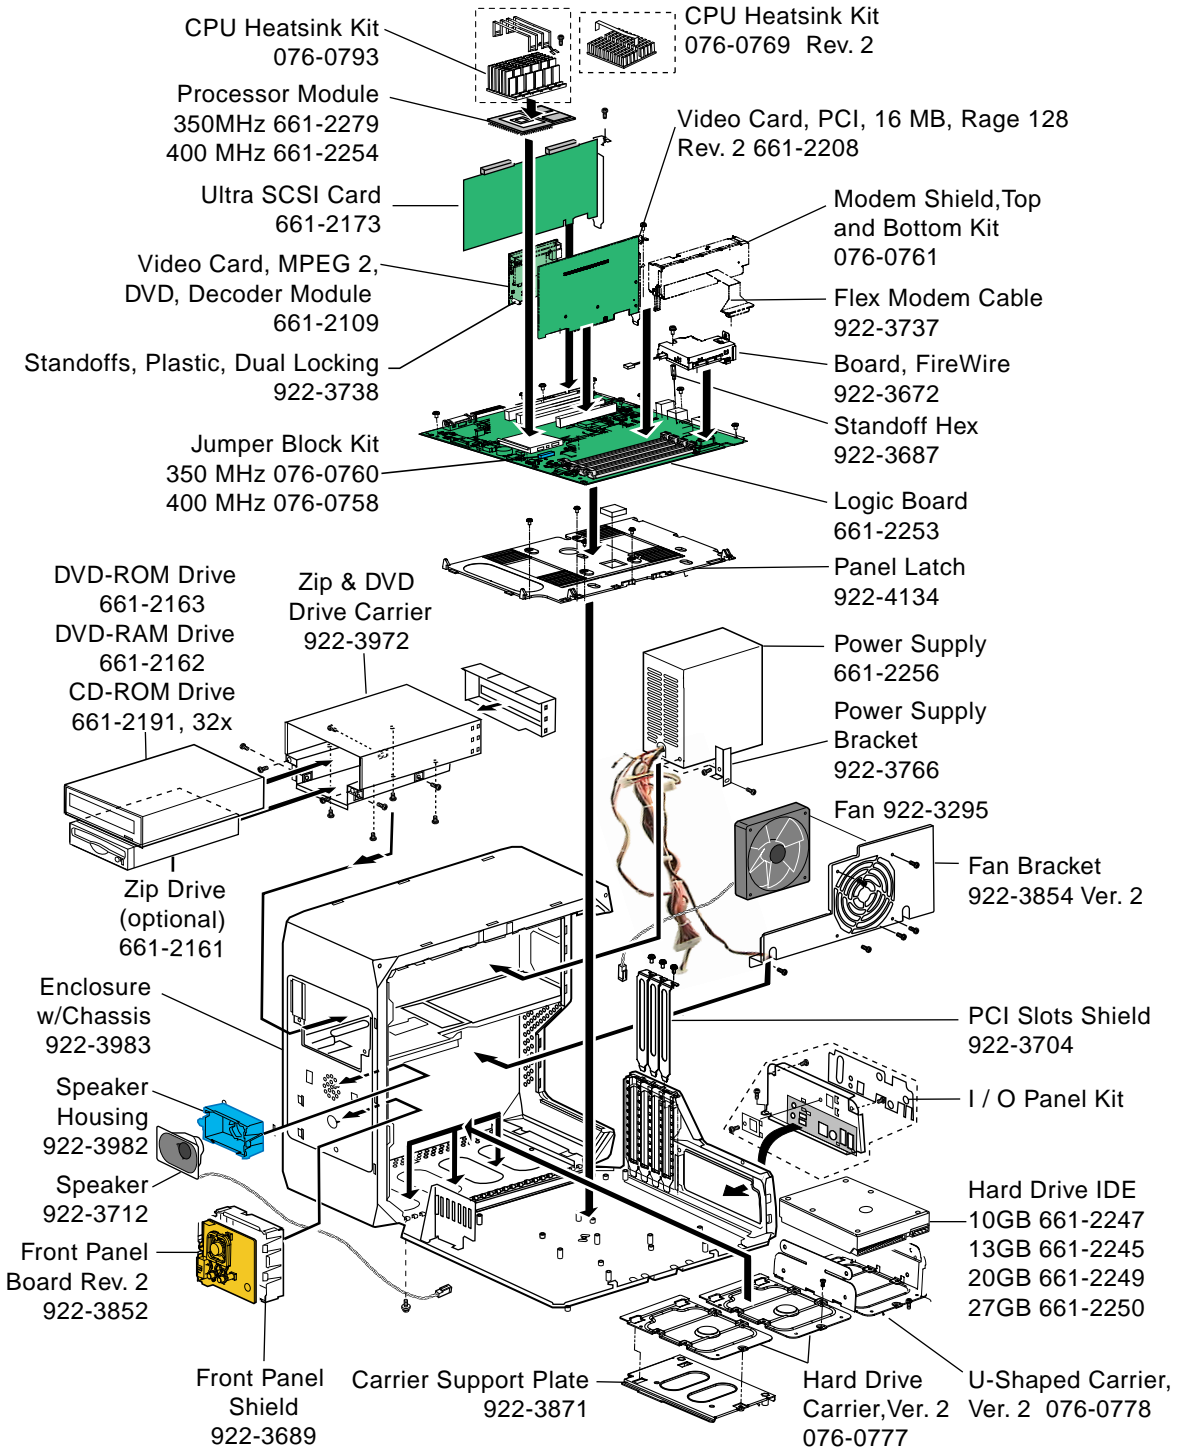 CPU Heatsink Kit
076-0793
CPU Heatsink Kit
076-0769 Rev. 2
Processor Module
350MHz 661-2279
400 MHz 661-2254
Video Card, PCI, 16 MB, Rage 128
Rev. 2 661-2208
Ultra SCSI Card
661-2173
Modem Shield,Top
and Bottom Kit
076-0761
Video Card, MPEG 2,
DVD, Decoder Module
661-2109
Flex Modem Cable
922-3737
Standoffs, Plastic, Dual Locking
922-3738
Board, FireWire
922-3672
Standoff Hex
922-3687
Jumper Block Kit
350 MHz 076-0760
400 MHz 076-0758
Logic Board
661-2253
Panel Latch
922-4134
DVD-ROM Drive
661-2163
DVD-RAM Drive
661-2162
CD-ROM Drive
661-2191, 32x
Zip & DVD
Drive Carrier
922-3972
Power Supply
661-2256
Power Supply
Bracket
922-3766
Fan 922-3295
Fan Bracket
922-3854 Ver. 2
Zip Drive
(optional)
661-2161
Enclosure
w/Chassis
922-3983
PCI Slots Shield
922-3704
Speaker
Housing
922-3982
I / O Panel Kit
Speaker
922-3712
Hard Drive IDE
10GB 661-2247
13GB 661-2245
20GB 661-2249
27GB 661-2250
Front Panel
Board Rev. 2
922-3852
Front Panel
Shield
922-3689
Carrier Support Plate
922-3871
Hard Drive
Carrier,Ver. 2
076-0777
U-Shaped Carrier,
Ver. 2 076-0778